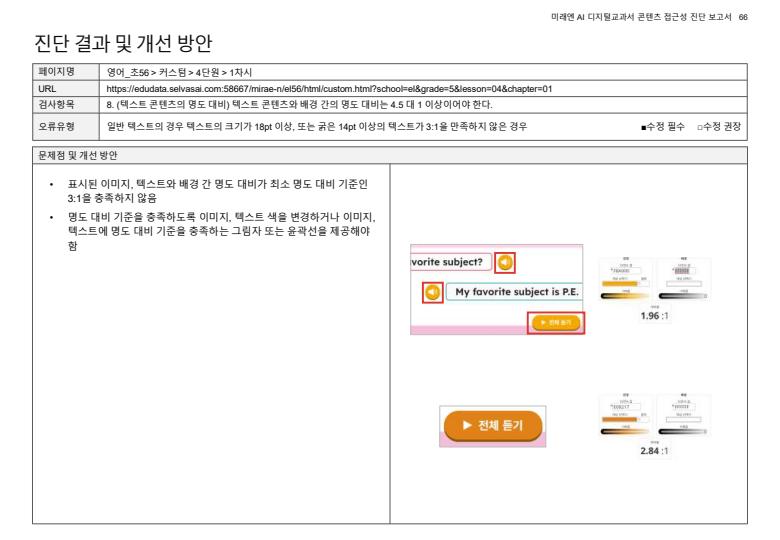 미래엔 AI 디지털교과서 콘텐츠 접근성 진단 보고서 66
진단 결과 및 개선 방안
페이지명 영어_초56 > 커스텀 > 4단원 > 1차시
URL https://edudata.selvasai.com:58667/mirae-n/el56/html/custom.html?school=el&grade=5&lesson=04&chapter=01
검사항목 8. (텍스트 콘텐츠의 명도 대비) 텍스트 콘텐츠와 배경 간의 명도 대비는 4.5 대 1 이상이어야 한다.
오류유형 일반 텍스트의 경우 텍스트의 크기가 18pt 이상, 또는 굵은 14pt 이상의 텍스트가 3:1을 만족하지 않은 경우 ■수정 필수 □수정 권장
문제점 및 개선 방안
• 표시된 이미지, 텍스트와 배경 간 명도 대비가 최소 명도 대비 기준인
3:1을 충족하지 않음
• 명도 대비 기준을 충족하도록 이미지, 텍스트 색을 변경하거나 이미지,
텍스트에 명도 대비 기준을 충족하는 그림자 또는 윤곽선을 제공해야
함
vorite subject?
My favorite subject is P.E.
▶ 전체 듣기
1.96 :1
▶ 전체 듣기
2.84 :1